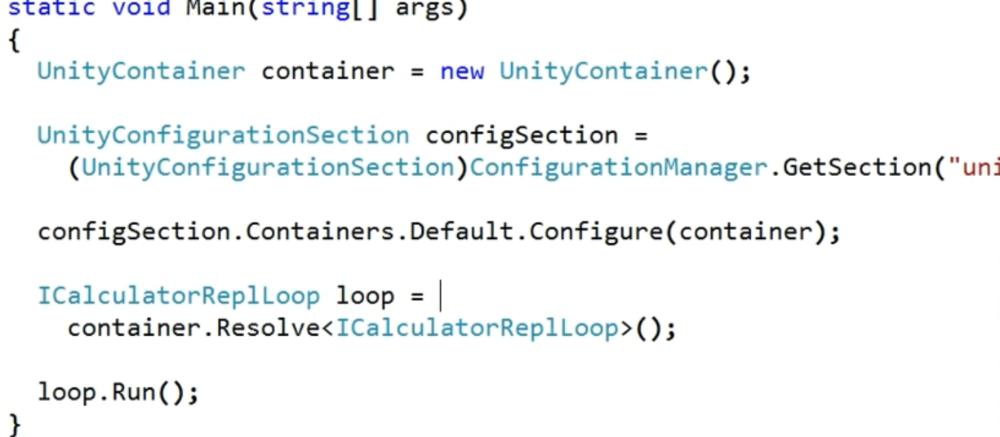 static void Main(string[] args)
{
UnityContainer container = new UnityContainer();
UnityConfigurationSection configSection =
(UnityConfigurationSection)ConfigurationManager.GetSection("uni
configSection.Containers.Default.Configure(container);
ICalculatorReplLoop loop =
container.Resolve<ICalculatorReplLoop>();
loop.Run();
}